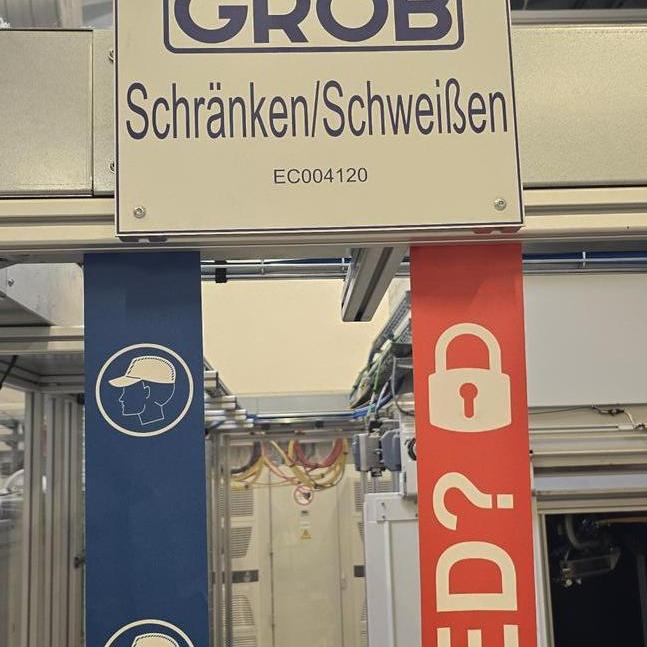 GROB
Schränken/Schweißen
EC004120
ED?